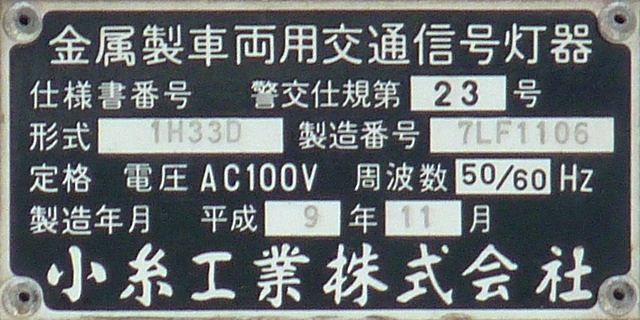 金属製車両用交通信号灯器
仕様書番号 警交仕規第 23 号
形式 1H33D 製造番号 7LF1106
定格 電圧 AC100V 周波数 50/60 Hz
製造年月 平成 9 年 11 月
小糸工業株式会社